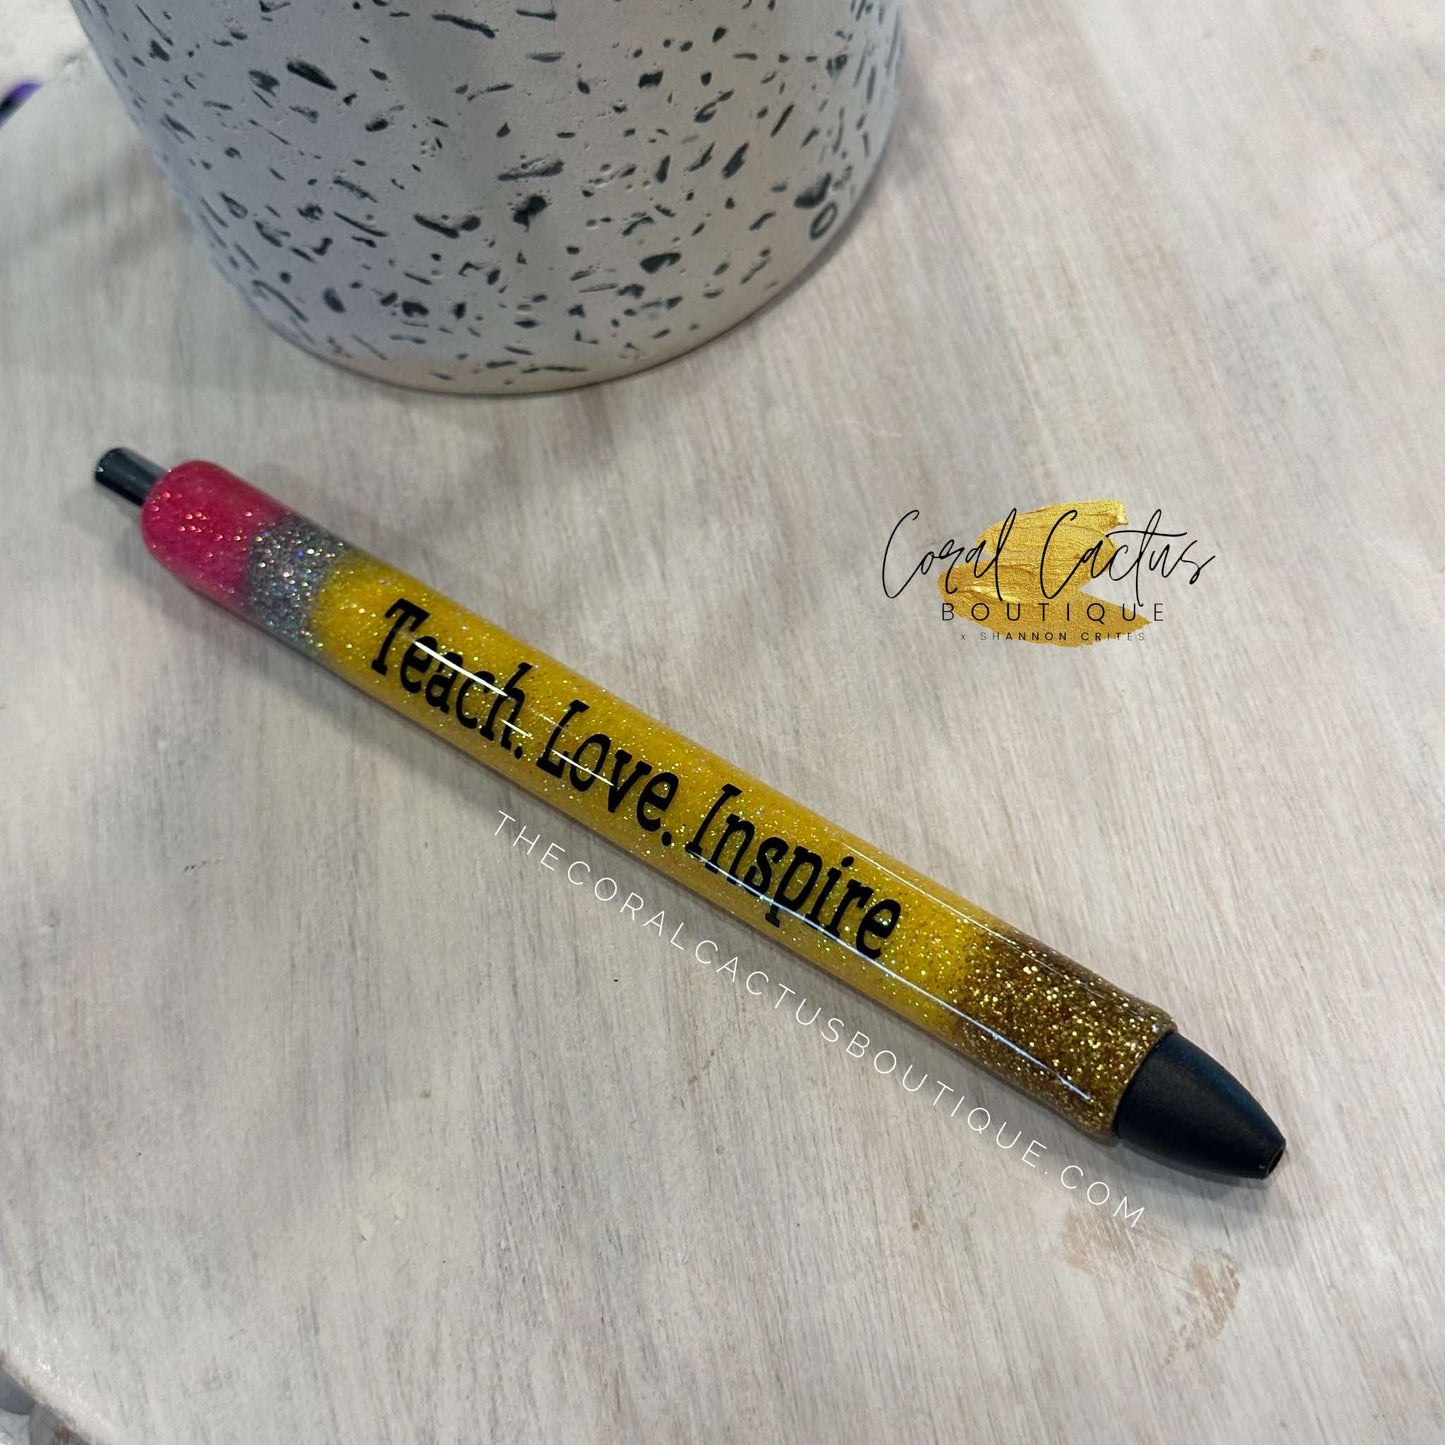 Coral Cactus
BOUTIQUE
x SHANNON CRITES
Teach. Love. Inspire
THECORALCACTUSBOUTIQUE.COM